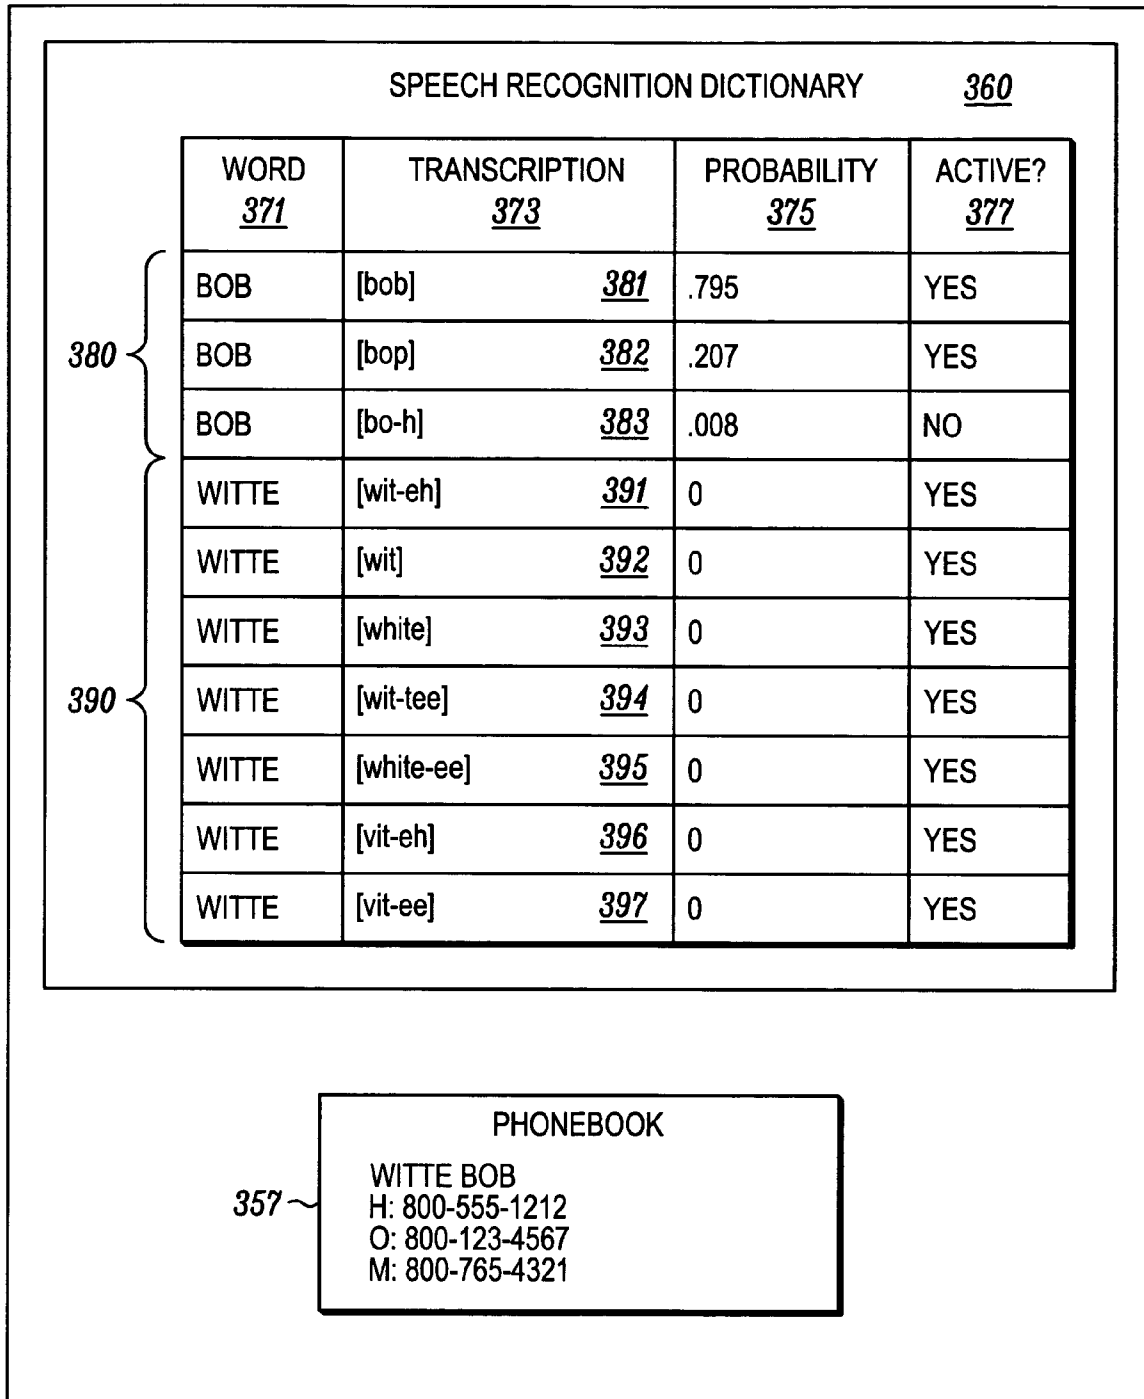 SPEECH RECOGNITION DICTIONARY 360
WORD TRANSCRIPTION PROBABILITY ACTIVE?
371 373 375 377
BOB [bob] 381 .795 YES
380 BOB [bop] 382 .207 YES
BOB [bo-h] 383 .008 NO
WITTE [wit-eh] 391 0 YES
WITTE [wit] 392 0 YES
WITTE [white] 393 0 YES
390 WITTE [wit-tee] 394 0 YES
WITTE [white-ee] 395 0 YES
WITTE [vit-eh] 396 0 YES
WITTE [vit-ee] 397 0 YES
PHONEBOOK
WITTE BOB
357 H: 800-555-1212
O: 800-123-4567
M: 800-765-4321